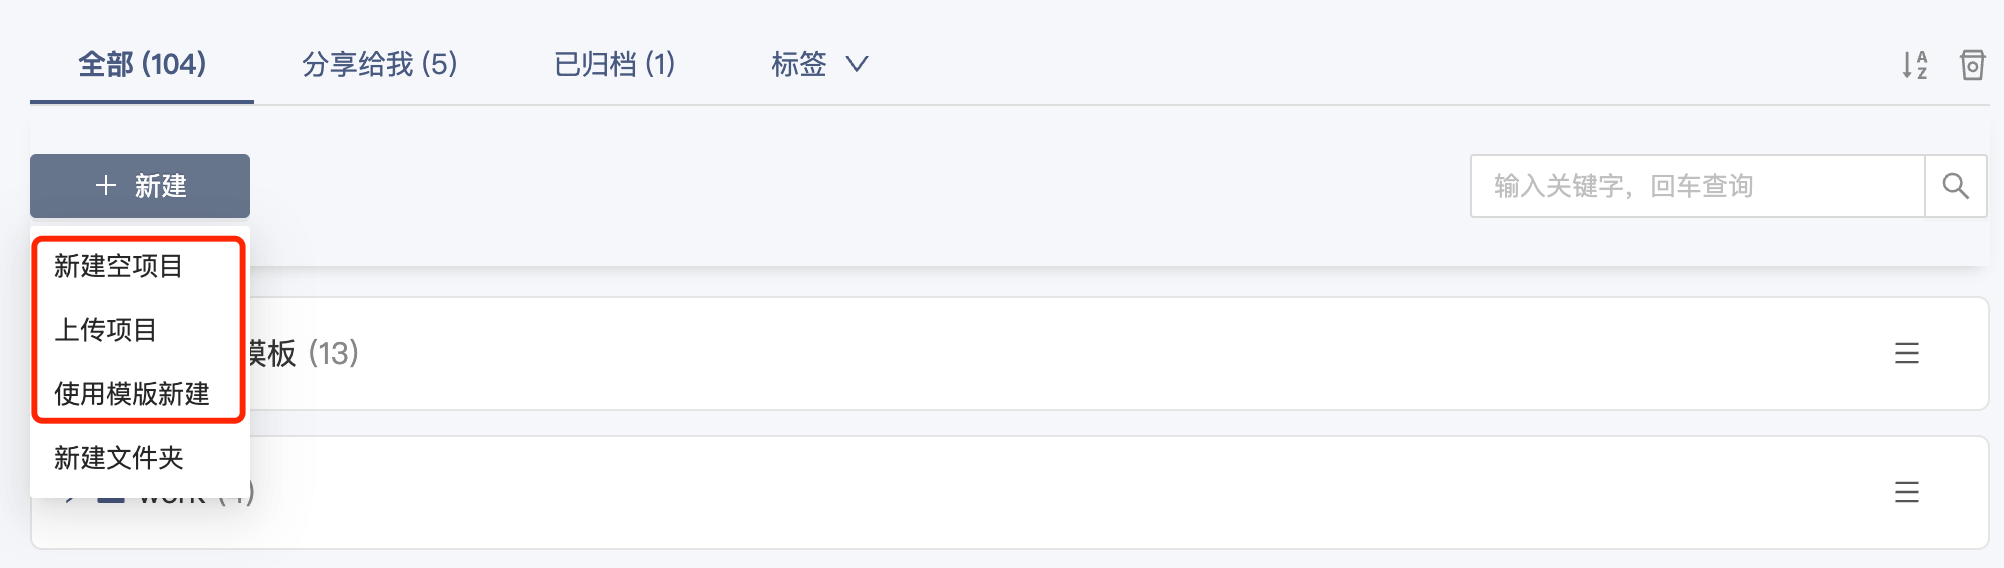 全部 (104) 分享给我 (5) 已归档 (1) 标签
新建
输入关键字，回车查询
新建空项目
上传项目
使用模版新建
新建文件夹
模板 (13)
work